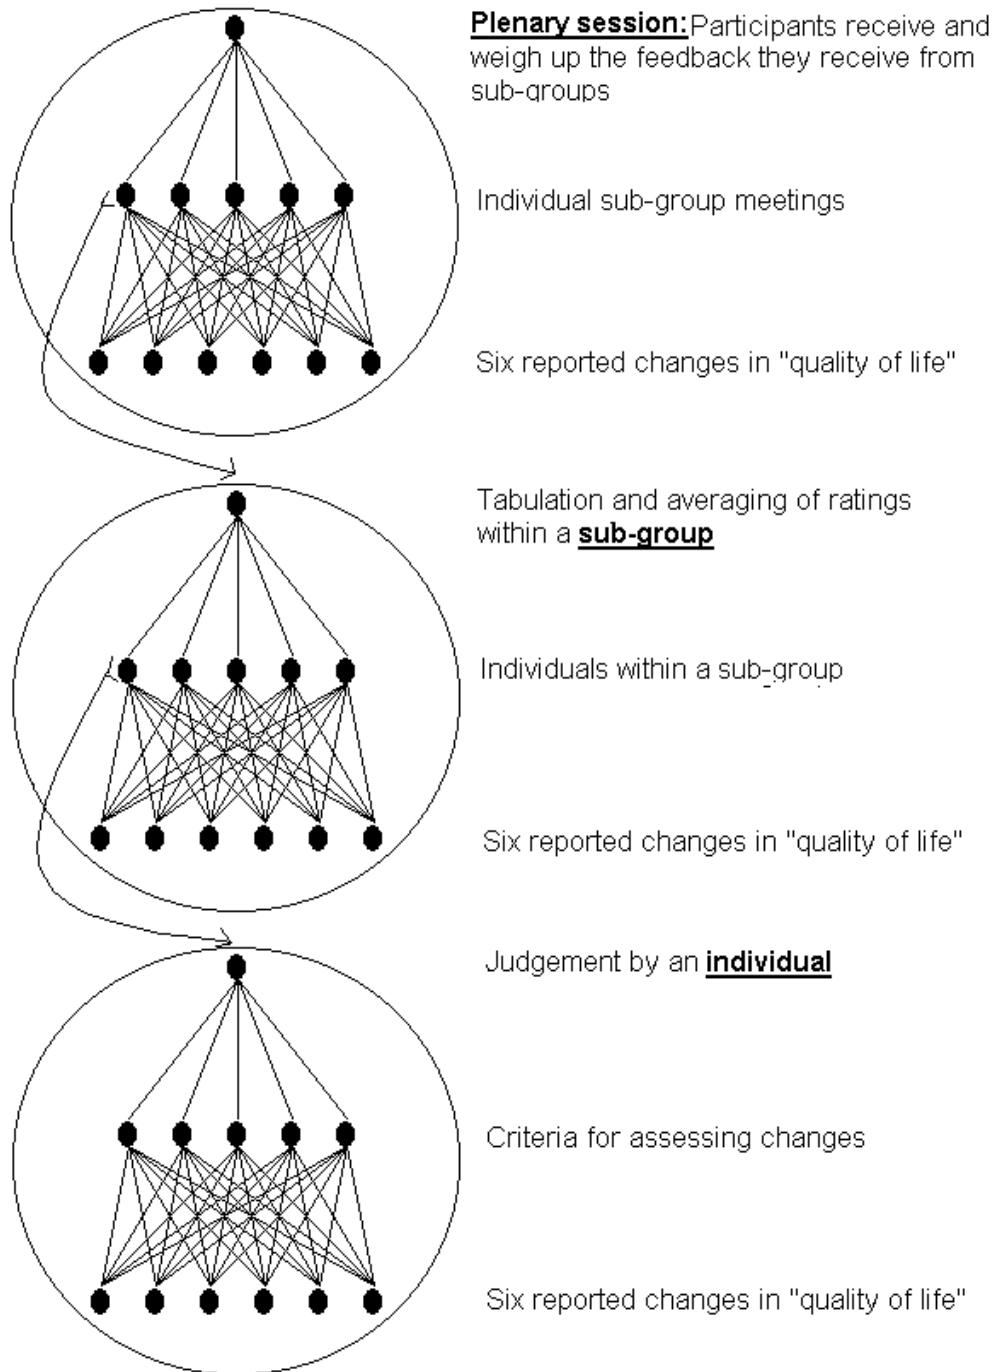 Plenary session: Participants receive and
weigh up the feedback they receive from
sub-groups
Individual sub-group meetings
Six reported changes in "quality of life"
Tabulation and averaging of ratings
within a sub-group
Individuals within a sub-group
Six reported changes in "quality of life"
Judgement by an individual
Criteria for assessing changes
Six reported changes in "quality of life"